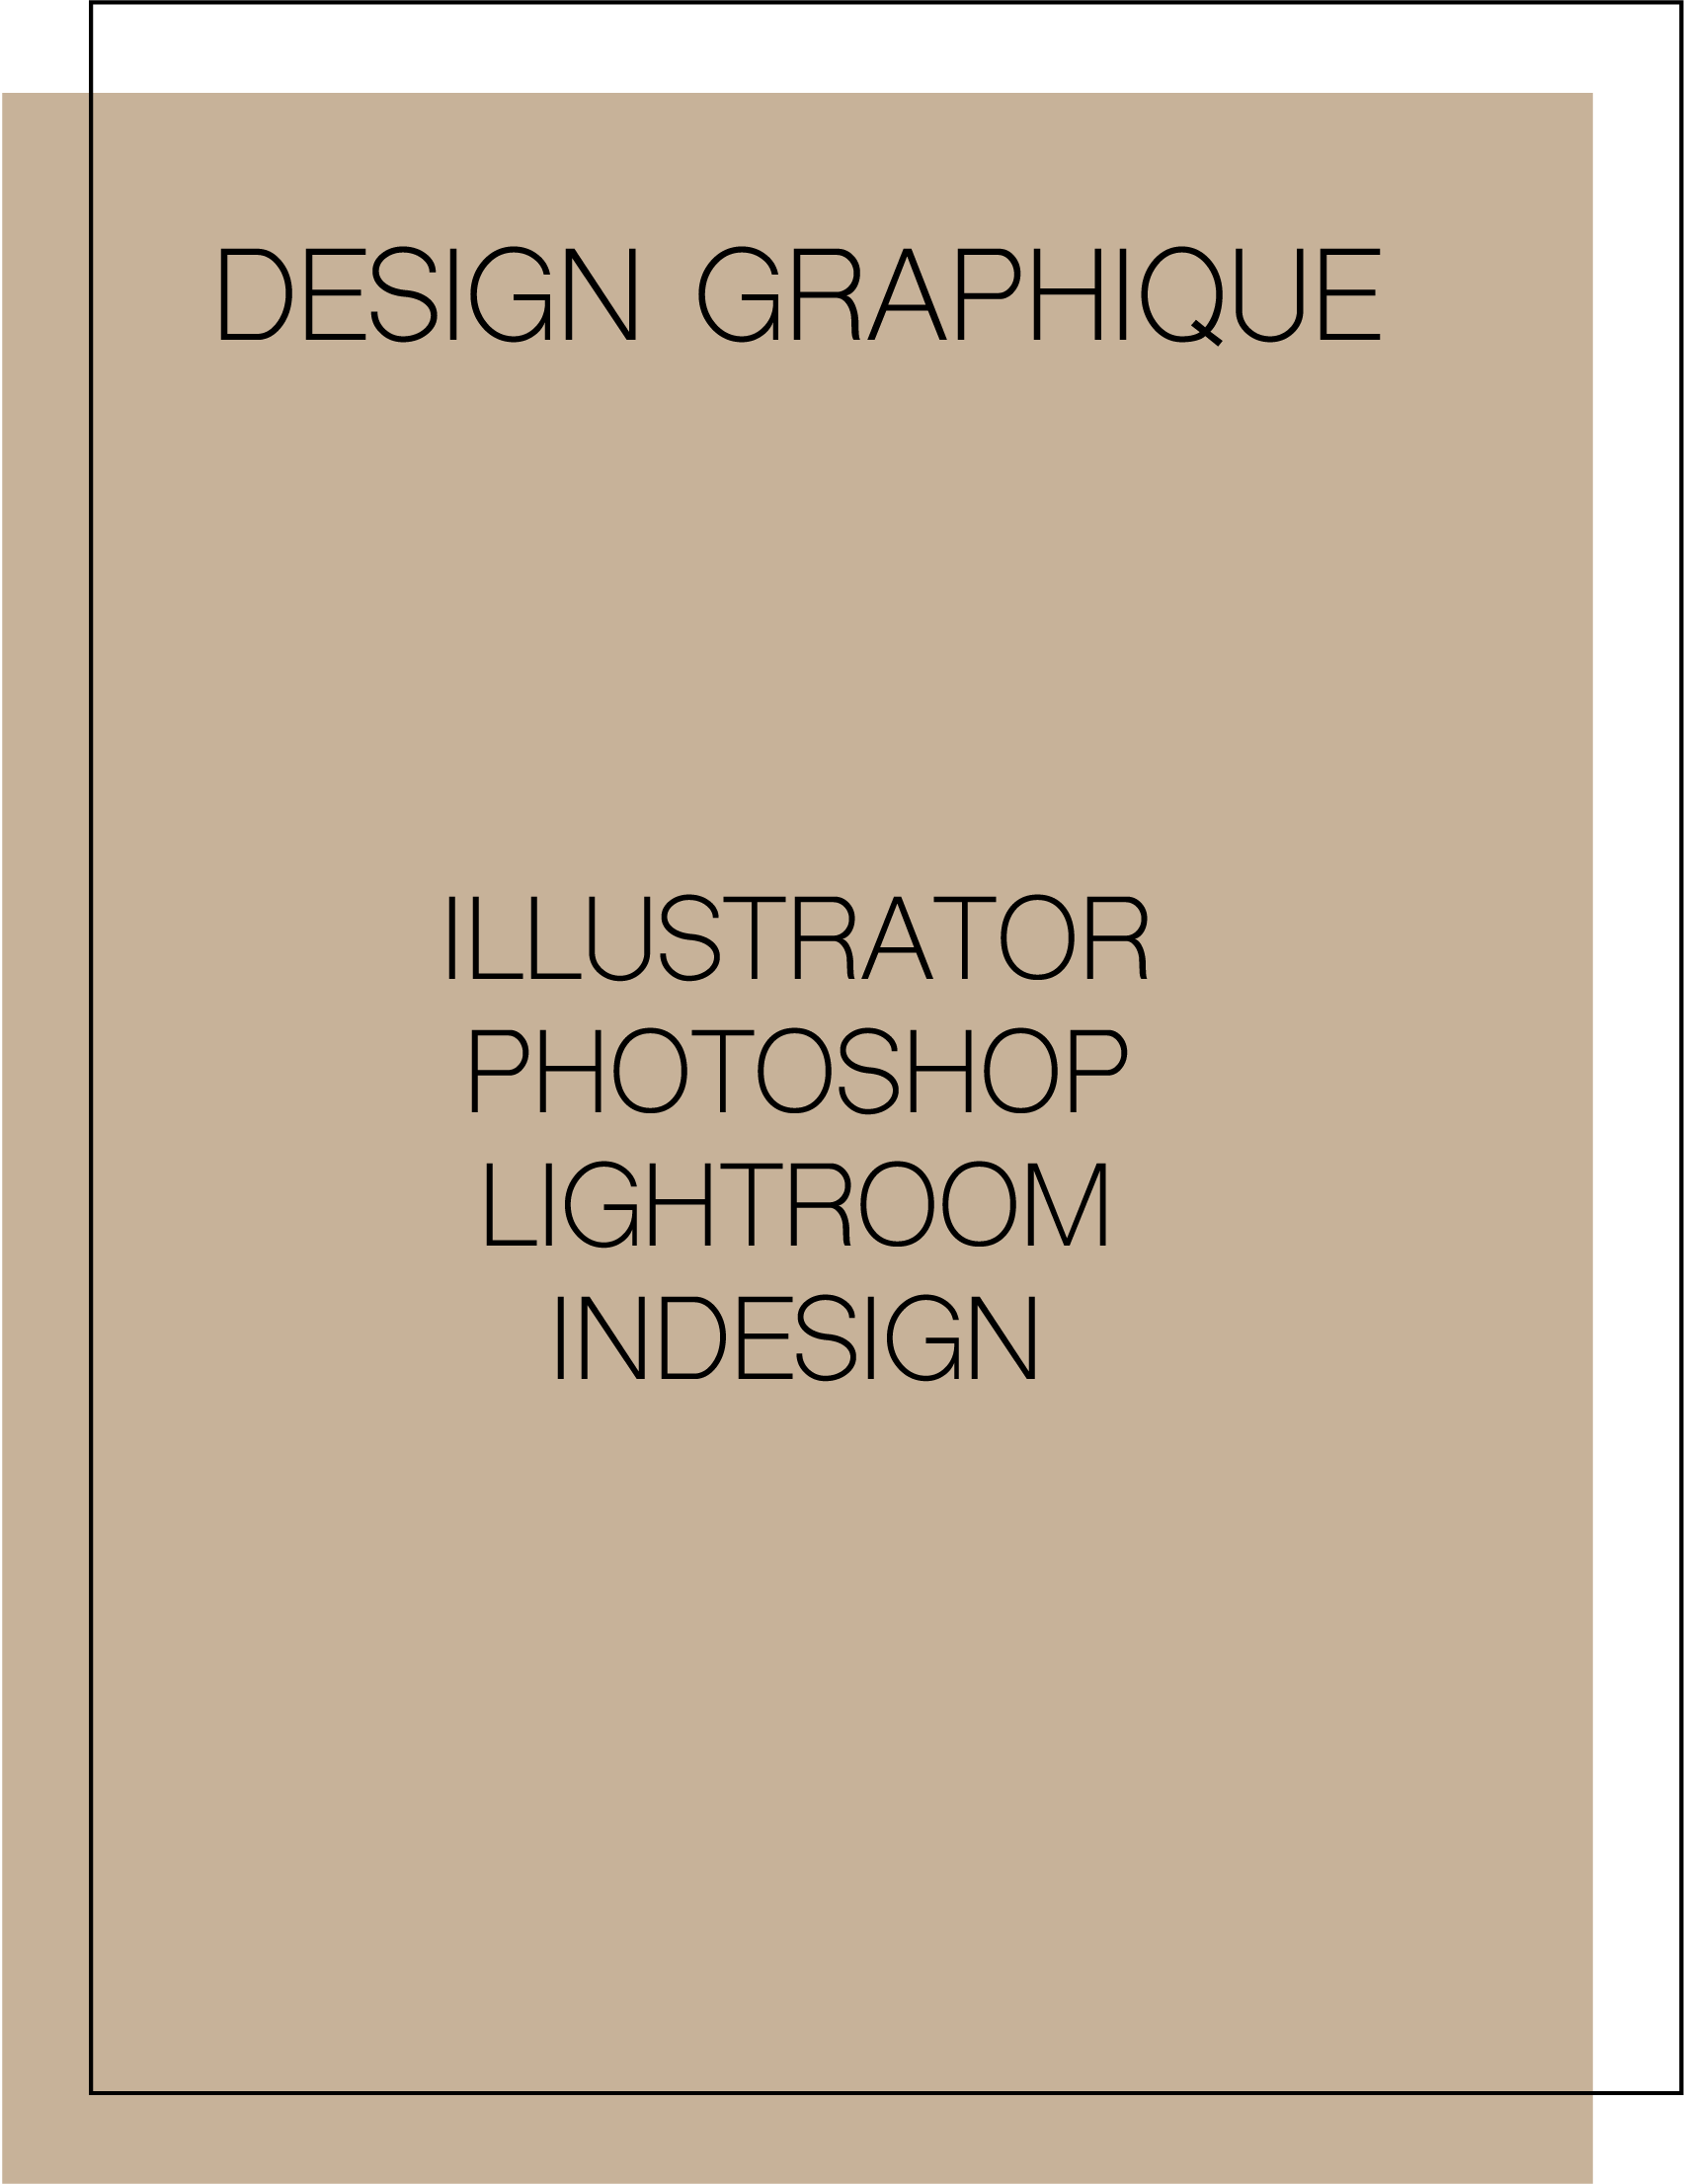 DESIGN GRAPHIQUE
ILLUSTRATOR
PHOTOSHOP
LIGHTROOM
INDESIGN